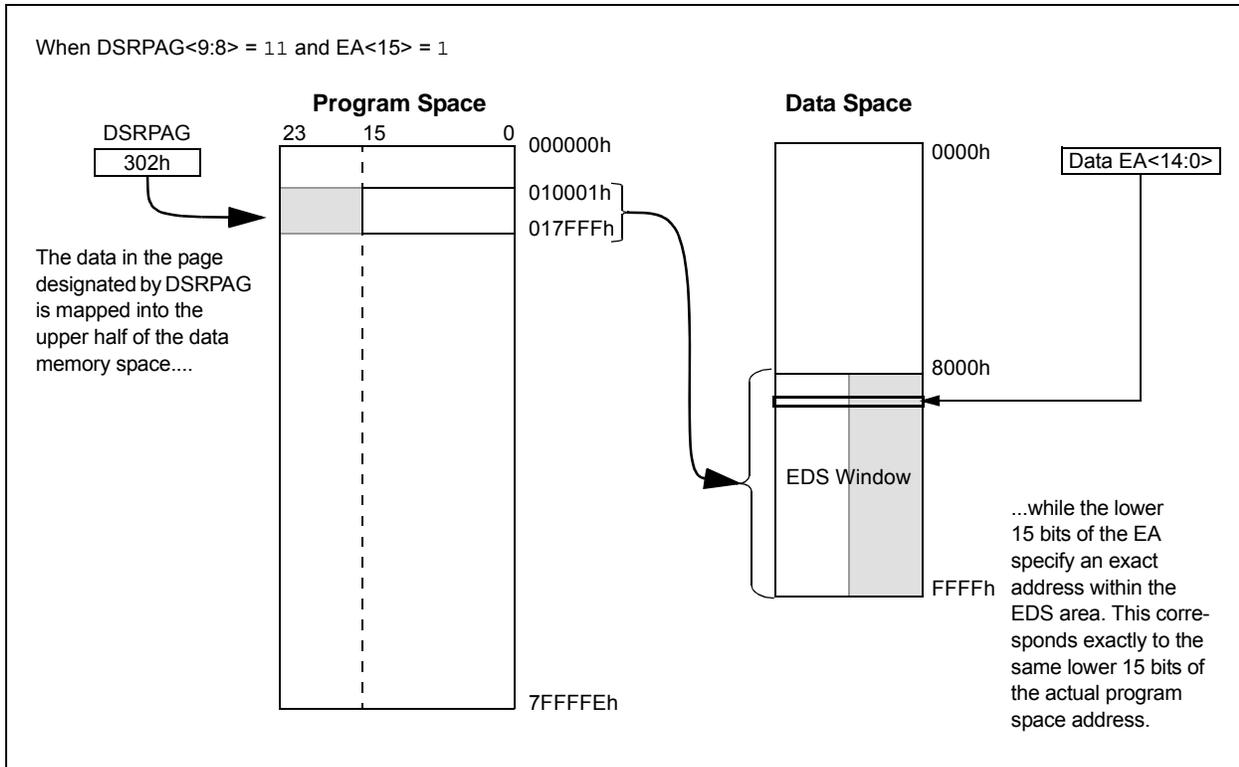 When DSRPAG<9:8> = 11 and EA<15> = 1
Program Space
Data Space
DSRPAG
302h
23
15
0
000000h
010001h
017FFFh
7FFFFEh
The data in the page
designated by DSRPAG
is mapped into the
upper half of the data
memory space....
0000h
8000h
FFFFh
EDS Window
Data EA<14:0>
...while the lower
15 bits of the EA
specify an exact
address within the
EDS area. This corre-
sponds exactly to the
same lower 15 bits of
the actual program
space address.